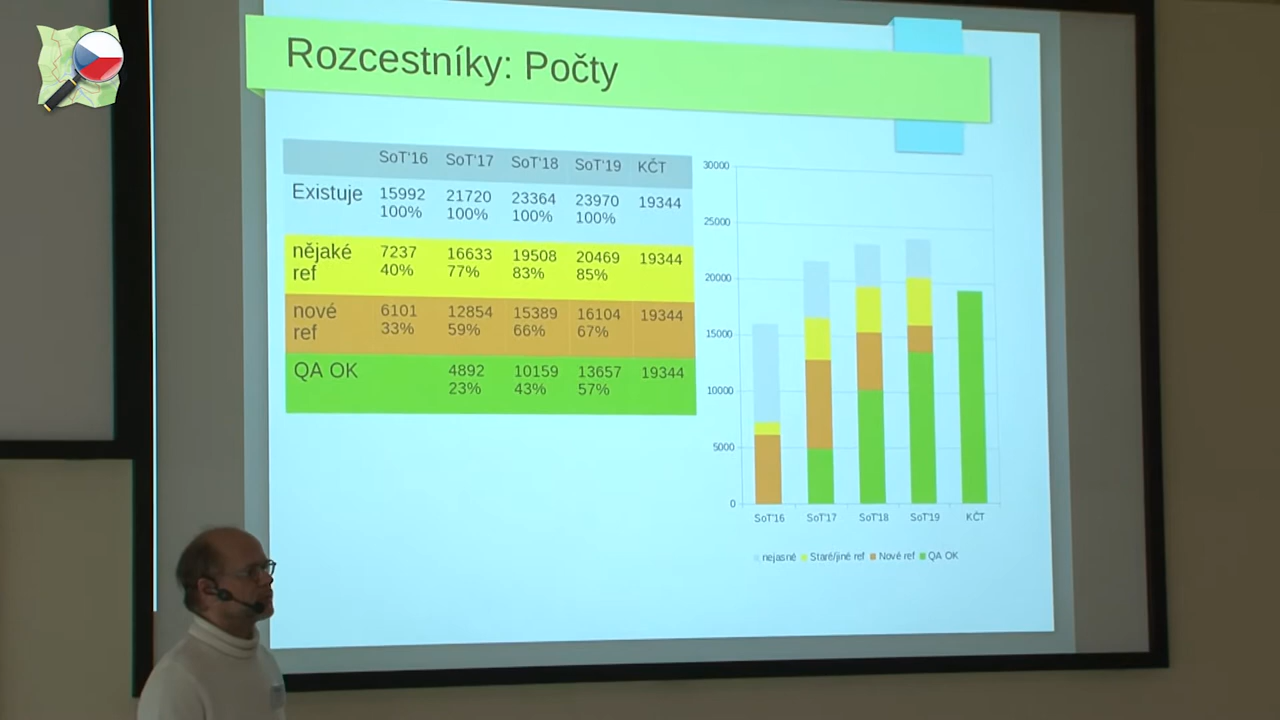 Rozcestníky: Počty
SoT'16 SoT'17 SoT'18 SoT'19 KČT
Existuje 15992 21720 23364 23970 19344
100% 100% 100% 100%
nějaké 7237 16633 19508 20469 19344
ref 40% 77% 83% 85%
nové 6101 12854 15389 16104 19344
ref 33% 59% 66% 67%
QA OK 4892 10159 13657 19344
23% 43% 57%
30000
25000
20000
15000
10000
5000
0
SoT'16 SoT'17 SoT'18 SoT'19 KČT
nejasné Staré/jiné ref Nové ref QA OK